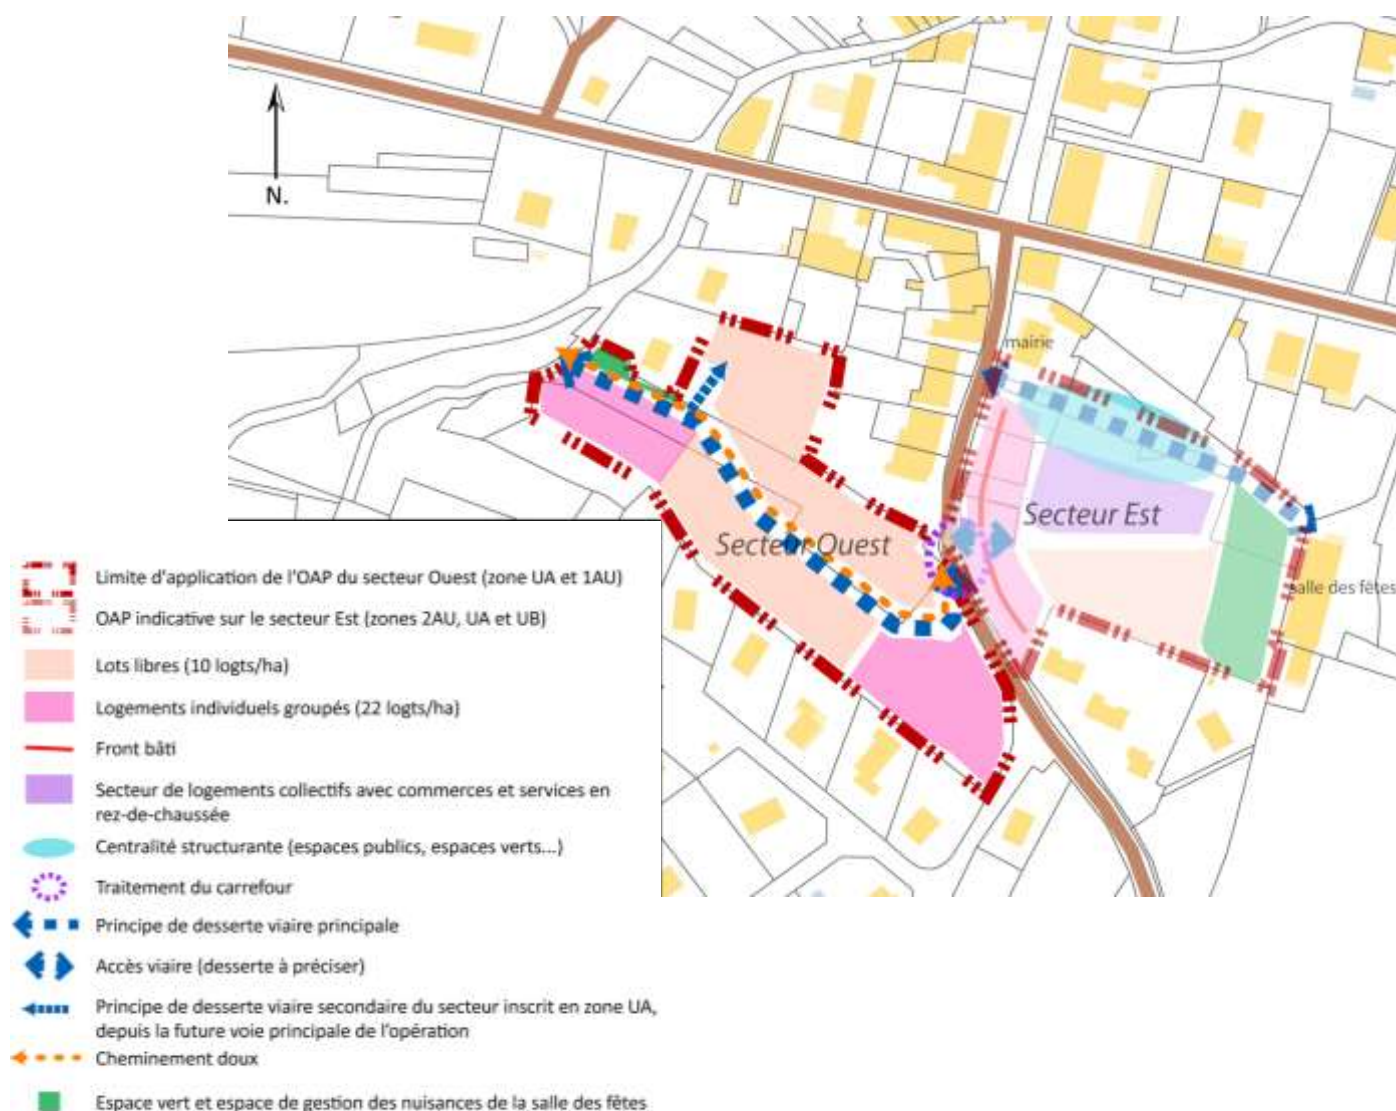 N.
mairie
Secteur Est
Secteur Ouest
salle des fêtes
Limite d'application de l'OAP du secteur Ouest (zone UA et 1AU)
OAP indicative sur le secteur Est (zones 2AU, UA et UB)
Lots libres (10 logts/ha)
Logements individuels groupés (22 logts/ha)
Front bâti
Secteur de logements collectifs avec commerces et services en
rez-de-chaussée
Centralité structurante (espaces publics, espaces verts...)
Traitement du carrefour
Principe de desserte viaire principale
Accès viaire (desserte à préciser)
Principe de desserte viaire secondaire du secteur inscrit en zone UA,
depuis la future voie principale de l'opération
Cheminement doux
Espace vert et espace de gestion des nuisances de la salle des fêtes